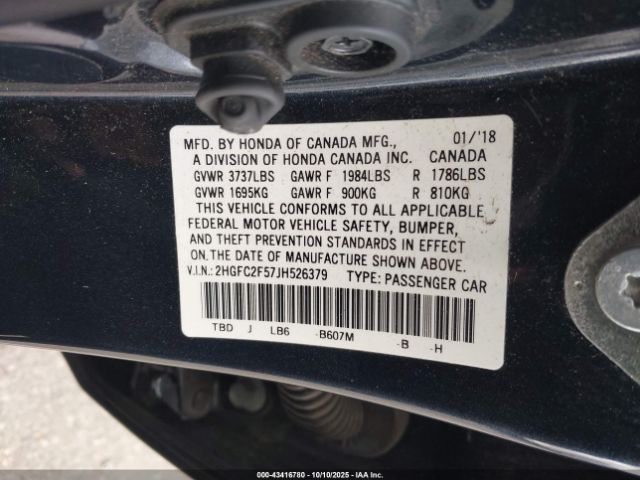 MFD. BY HONDA OF CANADA MFG., 01/'18
A DIVISION OF HONDA CANADA INC. CANADA
GVWR 3737LBS GAWR F 1984LBS R 1786LBS
GVWR 1695KG GAWR F 900KG R 810KG
THIS VEHICLE CONFORMS TO ALL APPLICABLE
FEDERAL MOTOR VEHICLE SAFETY, BUMPER,
AND THEFT PREVENTION STANDARDS IN EFFECT
ON THE DATE OF MANUFACTURE SHOWN ABOVE.
V.I.N.: 2HGFC2F57JH526379 TYPE: PASSENGER CAR
TBD J LB6 -B607M -B -H
000-43416780 - 10/10/2025 - IAA Inc.